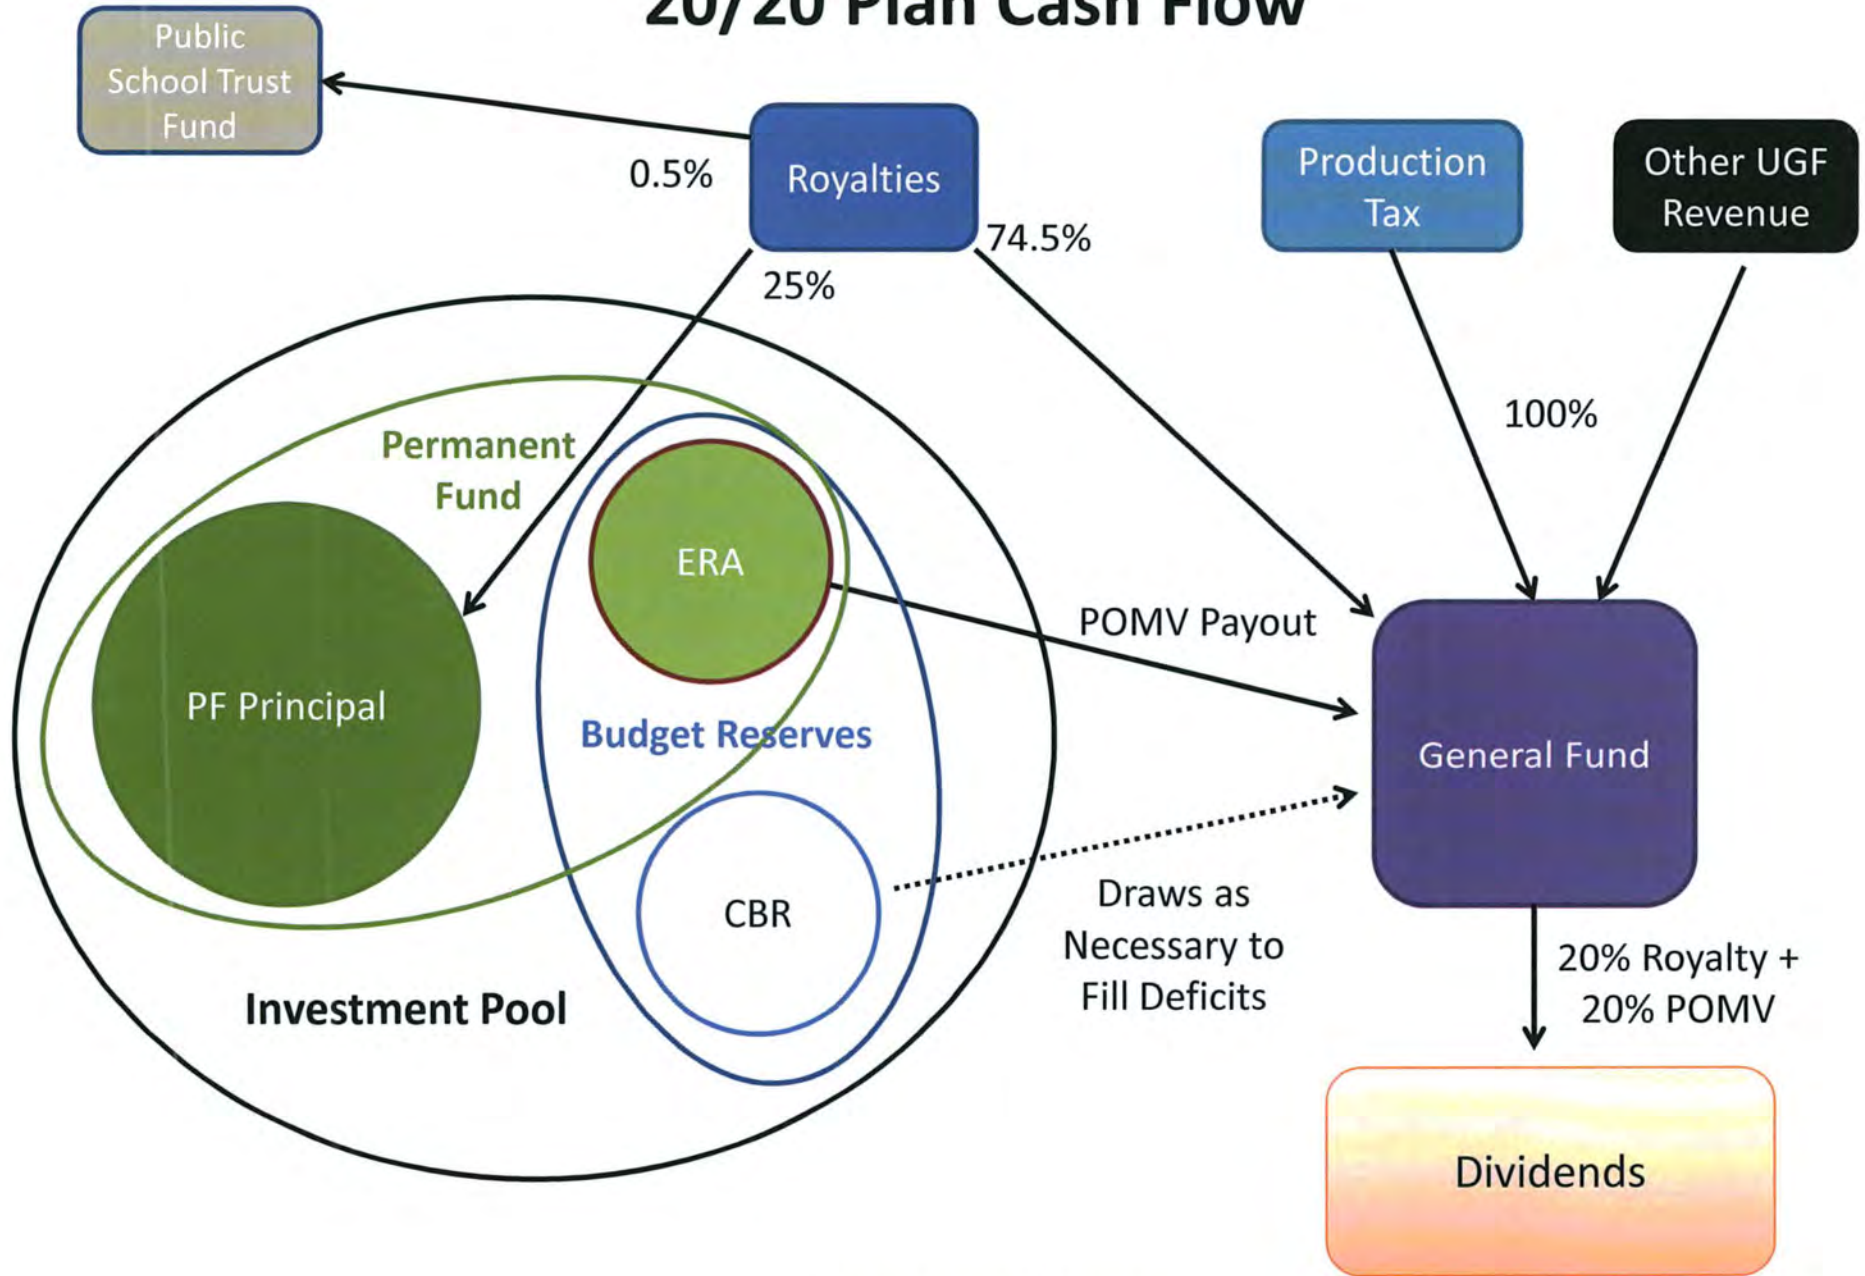 20/20 Plan Cash Flow
Public
School Trust
Fund
0.5%
Royalties
74.5%
25%
Production
Tax
Other UGF
Revenue
100%
Permanent
Fund
ERA
POMV Payout
PF Principal
Budget Reserves
General Fund
CBR
Draws as
Necessary to
Fill Deficits
Investment Pool
20% Royalty +
20% POMV
Dividends